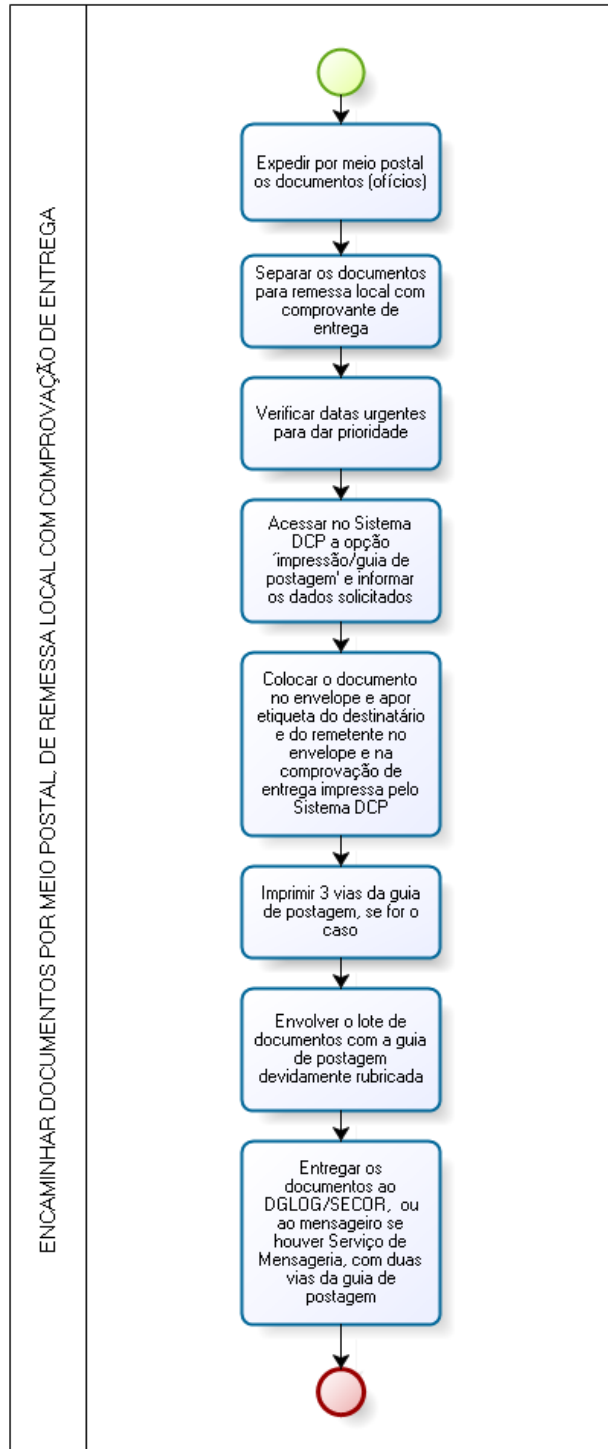 ENCAMINHAR DOCUMENTOS POR MEIO POSTAL, DE REMESSA LOCAL COM COMPROVAÇÃO DE ENTREGA
Expedir por meio postal
os documentos (ofícios)
Separar os documentos
para remessa local com
comprovante de
entrega
Verificar datas urgentes
para dar prioridade
Acessar no Sistema
DCP a opção
´impressão/guia de
postagem' e informar
os dados solicitados
Colocar o documento
no envelope e apor
etiqueta do destinatário
e do remetente no
envelope e na
comprovação de
entrega impressa pelo
Sistema DCP
Imprimir 3 vias da guia
de postagem, se for o
caso
Envolver o lote de
documentos com a guia
de postagem
devidamente rubricada
Entregar os
documentos ao
DGLOG/SECOR, ou
ao mensageiro se
houver Serviço de
Mensageria, com duas
vias da guia de
postagem